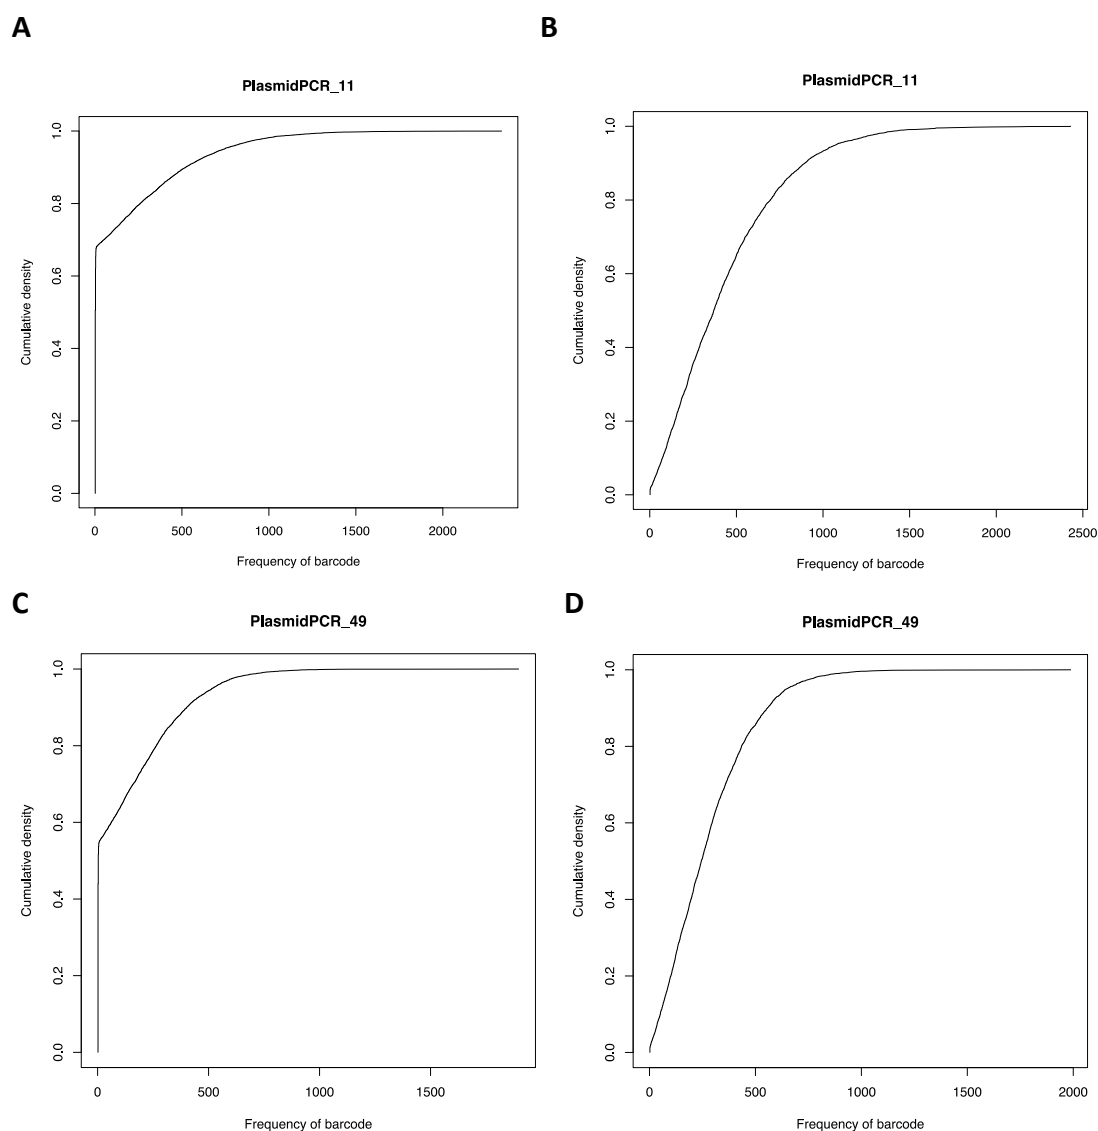 A
PlasmidPCR_11
Cumulative density
0.0 0.2 0.4 0.6 0.8 1.0
0 500 1000 1500 2000
Frequency of barcode
B
PlasmidPCR_11
Cumulative density
0.0 0.2 0.4 0.6 0.8 1.0
0 500 1000 1500 2000 2500
Frequency of barcode
C
PlasmidPCR_49
Cumulative density
0.0 0.2 0.4 0.6 0.8 1.0
0 500 1000 1500
Frequency of barcode
D
PlasmidPCR_49
Cumulative density
0.0 0.2 0.4 0.6 0.8 1.0
0 500 1000 1500 2000
Frequency of barcode